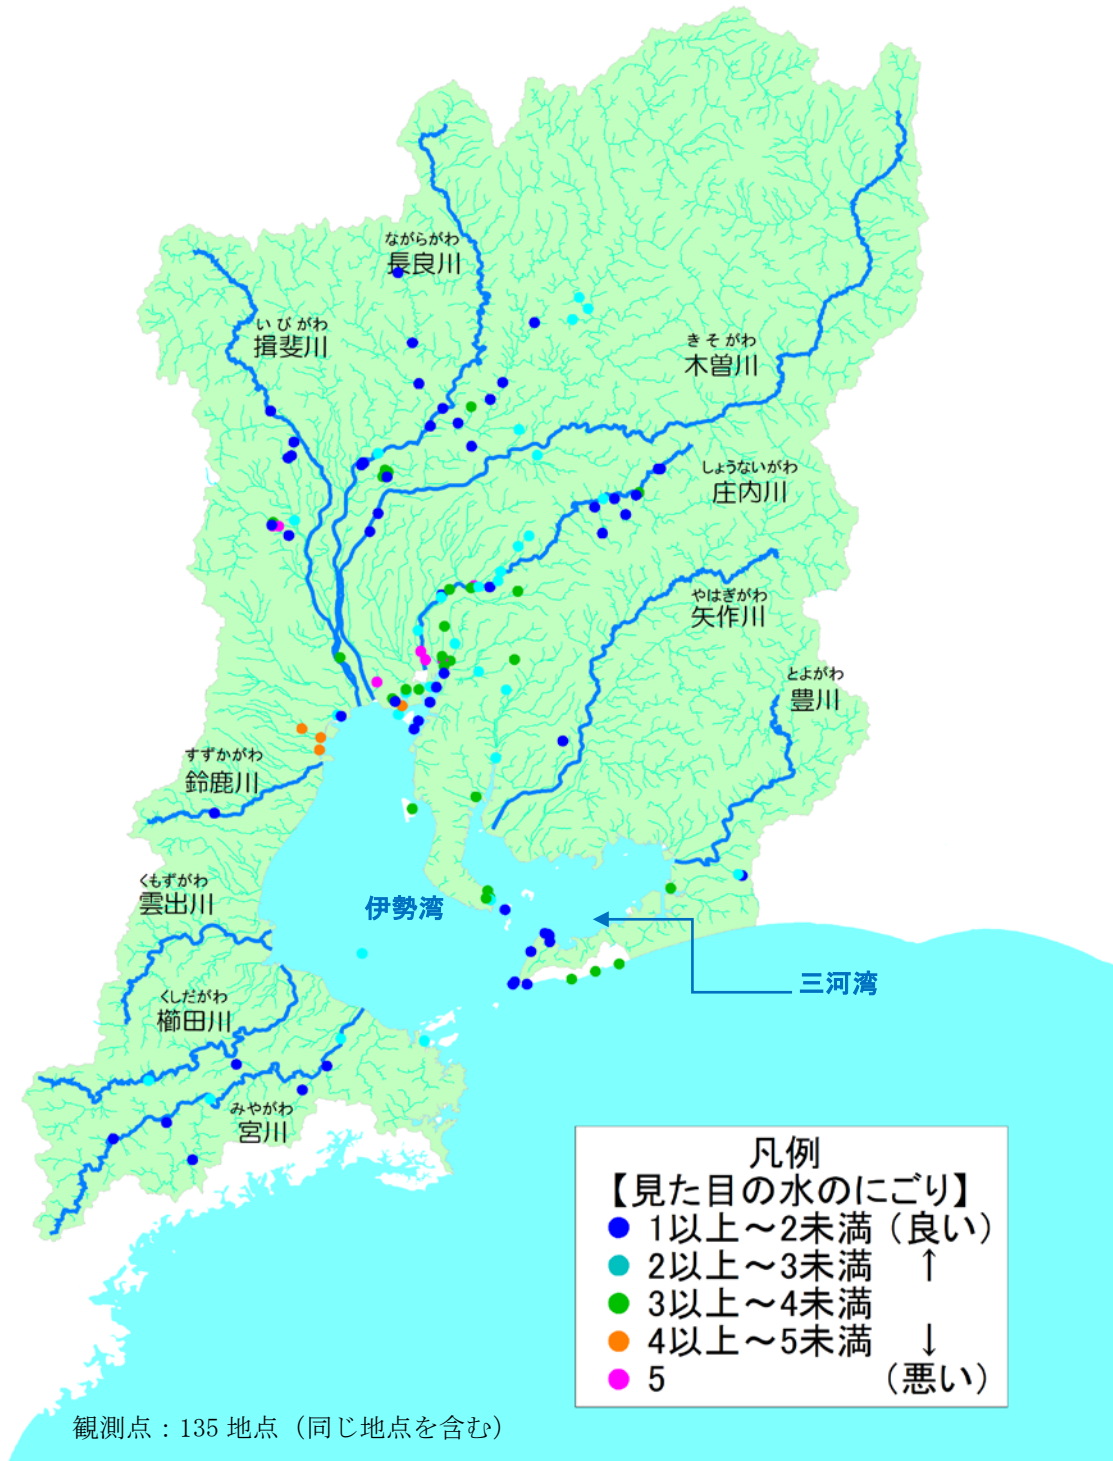 ながらがわ
長良川
いびがわ
揖斐川
きそがわ
木曽川
しょうないがわ
庄内川
やはぎがわ
矢作川
とよがわ
豊川
すずかがわ
鈴鹿川
くもずがわ
雲出川
伊勢湾
三河湾
くしだがわ
櫛田川
みやがわ
宮川
凡例
【見た目の水のにごり】
1以上～2未満（良い）
2以上～3未満 ↑
3以上～4未満
4以上～5未満 ↓
5 （悪い）
観測点：135 地点（同じ地点を含む）